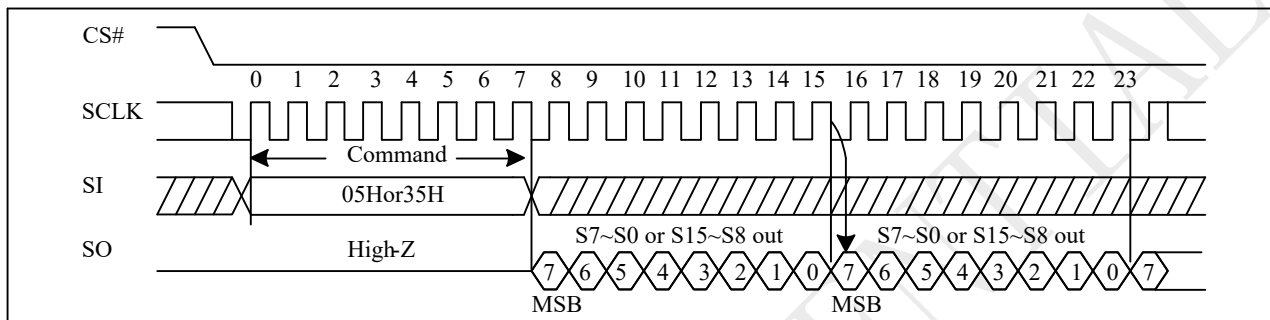 CS#
0 1 2 3 4 5 6 7 8 9 10 11 12 13 14 15 16 17 18 19 20 21 22 23
SCLK
Command
SI
05Hor35H
S7~S0 or S15~S8 out S7~S0 or S15~S8 out
SO
High-Z
7 6 5 4 3 2 1 0 7 6 5 4 3 2 1 0 7
MSB MSB